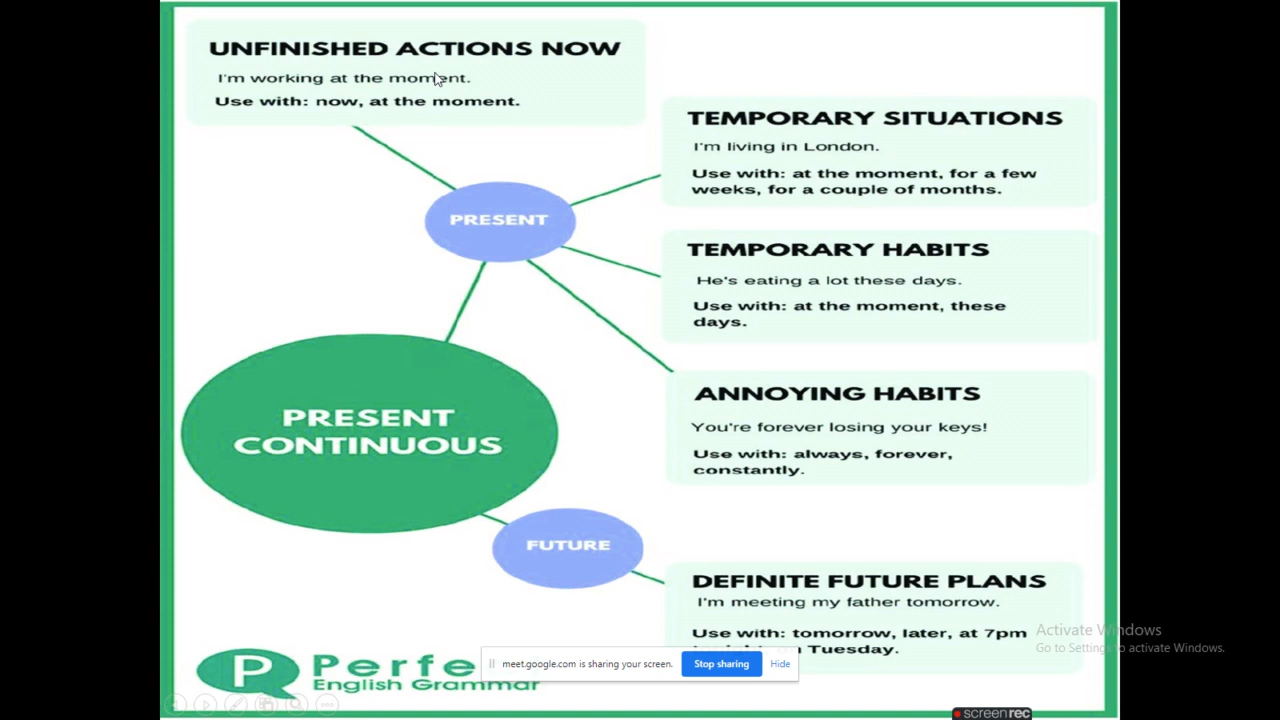 UNFINISHED ACTIONS NOW
I'm working at the moment.
Use with: now, at the moment.
TEMPORARY SITUATIONS
I'm living in London.
Use with: at the moment, for a few
weeks, for a couple of months.
PRESENT
TEMPORARY HABITS
He's eating a lot these days.
Use with: at the moment, these
days.
ANNOYING HABITS
You're forever losing your keys!
Use with: always, forever,
constantly.
PRESENT
CONTINUOUS
FUTURE
DEFINITE FUTURE PLANS
I'm meeting my father tomorrow.
Use with: tomorrow, later, at 7pm
Tuesday.
Activate Windows
Go to Settings to activate Windows.
meet.google.com is sharing your screen.
Stop sharing
Hide
P
English Grammar
screenrec